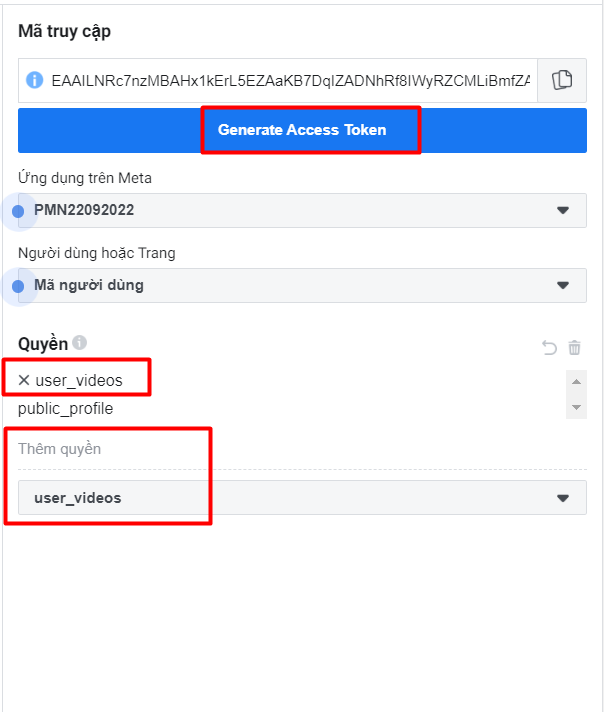 Mã truy cập
EAAILNRc7nzMBAHx1kErL5EZAaKB7DqIZADNhRf8IWyRZCMLiBmfZA
Generate Access Token
Ứng dụng trên Meta
PMN22092022
Người dùng hoặc Trang
Mã người dùng
Quyền
user_videos
public_profile
Thêm quyền
user_videos